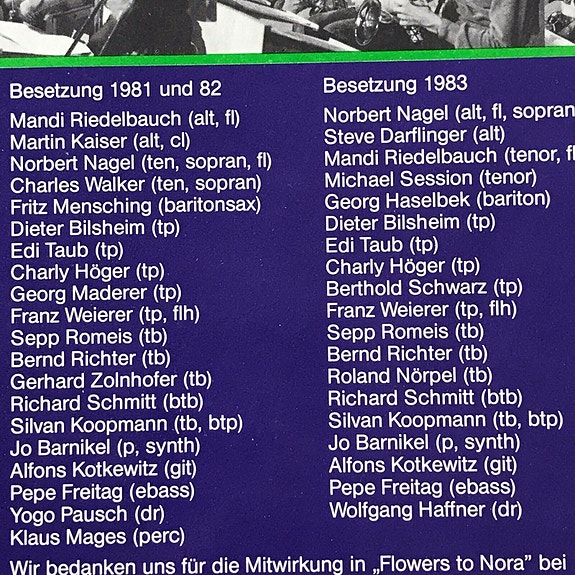 Besetzung 1981 und 82
Mandi Riedelbauch (alt, fl)
Martin Kaiser (alt, cl)
Norbert Nagel (ten, sopran, fl)
Charles Walker (ten, sopran)
Fritz Mensching (baritonsax)
Dieter Bilsheim (tp)
Edi Taub (tp)
Charly Höger (tp)
Georg Maderer (tp)
Franz Weierer (tp, flh)
Sepp Romeis (tb)
Bernd Richter (tb)
Gerhard Zolnhofer (tb)
Richard Schmitt (btb)
Silvan Koopmann (tb, btp)
Jo Barnikel (p, synth)
Alfons Kotkewitz (git)
Pepe Freitag (ebass)
Yogo Pausch (dr)
Klaus Mages (perc)
Besetzung 1983
Norbert Nagel (alt, fl, sopran
Steve Darflinger (alt)
Mandi Riedelbauch (tenor, fl
Michael Session (tenor)
Georg Haselbek (bariton)
Dieter Bilsheim (tp)
Edi Taub (tp)
Charly Höger (tp)
Berthold Schwarz (tp)
Franz Weierer (tp, flh)
Sepp Romeis (tb)
Bernd Richter (tb)
Roland Nörpel (tb)
Richard Schmitt (btb)
Silvan Koopmann (tb, btp)
Jo Barnikel (p, synth)
Alfons Kotkewitz (git)
Pepe Freitag (ebass)
Wolfgang Haffner (dr)
Wir bedanken uns für die Mitwirkung in „Flowers to Nora” bei